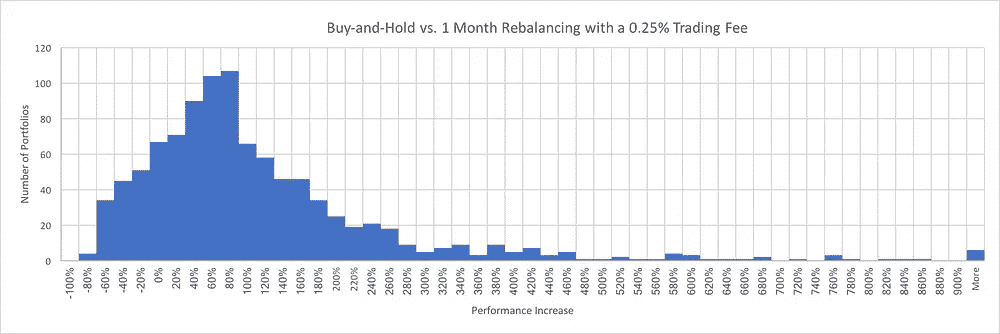 Buy-and-Hold vs. 1 Month Rebalancing with a 0.25% Trading Fee
120
100
80
60
40
20
0
Number of Portfolios
-100% -80% -60% -40% -20% 0% 20% 40% 60% 80% 100% 120% 140% 160% 180% 200% 220% 240% 260% 280% 300% 320% 340% 360% 380% 400% 420% 440% 460% 480% 500% 520% 540% 560% 580% 600% 620% 640% 660% 680% 700% 720% 740% 760% 780% 800% 820% 840% 860% 880% 900% More
Performance Increase